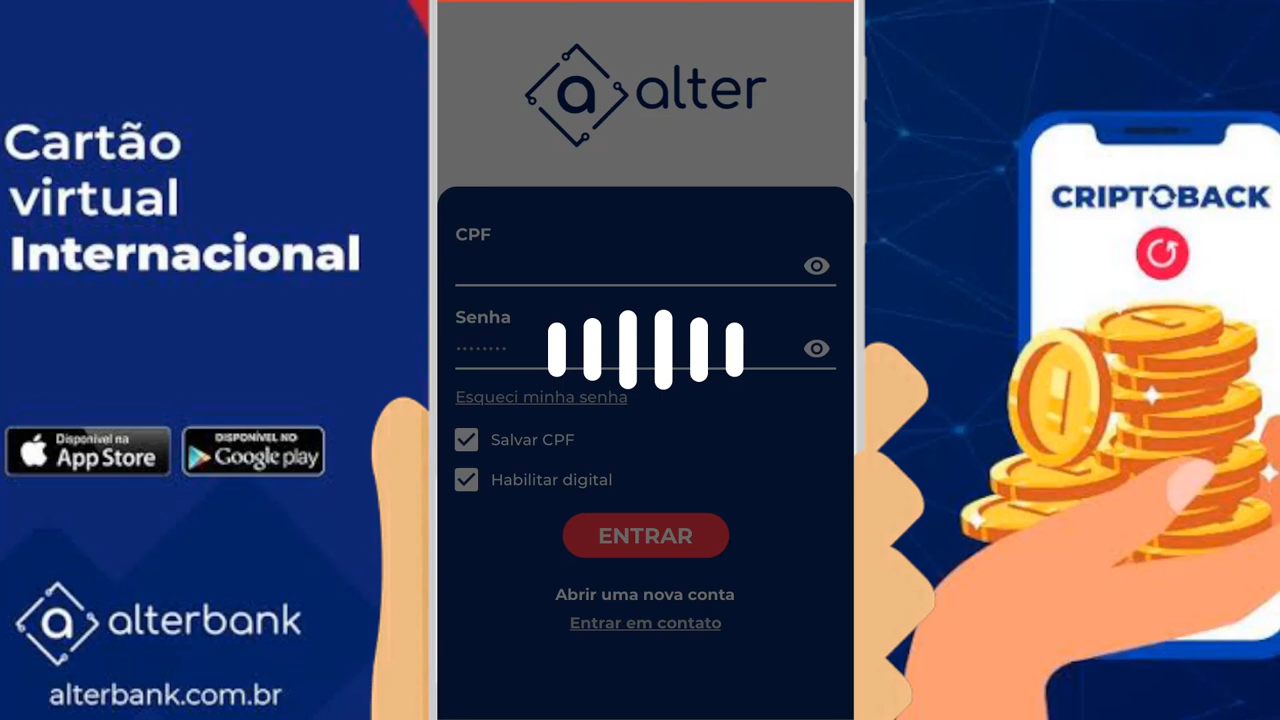 Cartão
virtual
Internacional
Disponível na
App Store
DISPONÍVEL NO
Google play
a alterbank
alterbank.com.br
a alter
CPF
Senha
........
Esqueci minha senha
Salvar CPF
Habilitar digital
ENTRAR
Abrir uma nova conta
Entrar em contato
CRIPTOBACK